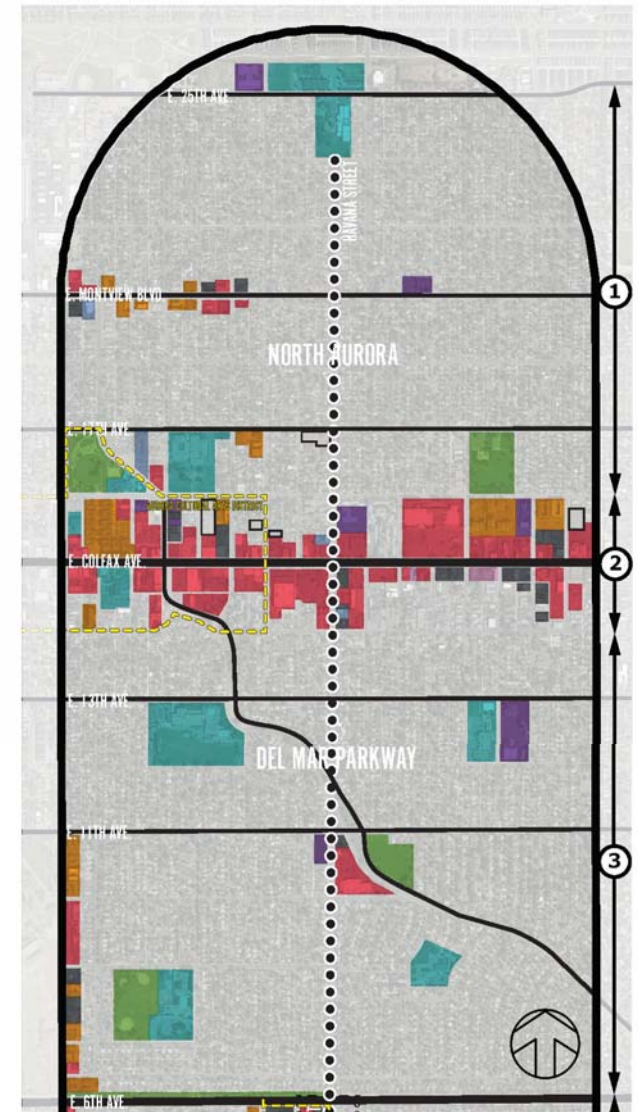 E. 25TH AVE.
HAVANA STREET
E. MONTVIEW BLVD.
1
NORTH AURORA
E. 17TH AVE.
E. COLFAX AVE.
2
E. 13TH AVE.
DEL MAR PARKWAY
E. 11TH AVE.
3
E. 6TH AVE